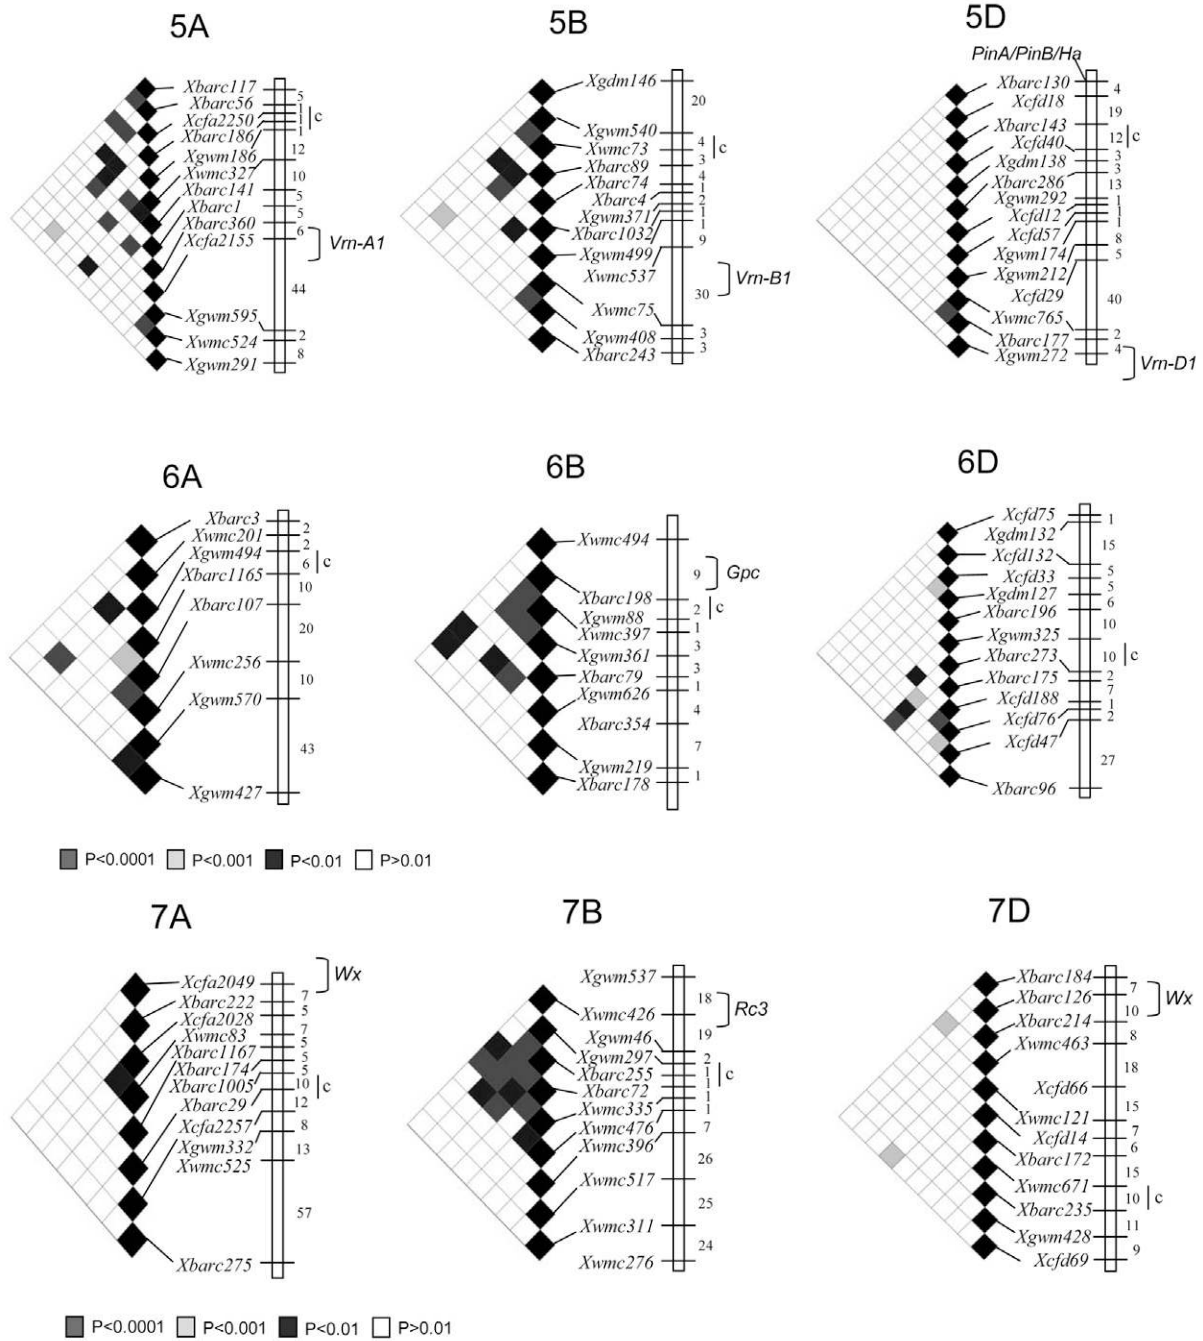 5A
Xbarc117
5
Xbarc56
1
Xcfa2250
1
c
Xbarc186
1
Xgwm186
12
Xwmc327
10
Xbarc141
5
Xbarc1
5
Xbarc360
6
Xcfa2155
Vrn-A1
44
Xgwm595
2
Xwmc524
8
Xgwm291
5B
Xgdm146
20
Xgwm540
4
c
Xwmc73
3
Xbarc89
4
Xbarc74
1
Xbarc4
2
Xgwm371
1
Xbarc1032
1
Xgwm499
9
Xwmc537
Vrn-B1
30
Xwmc75
3
Xgwm408
3
Xbarc243
5D
PinA/PinB/Ha
Xbarc130
4
Xcfd18
19
Xbarc143
12
c
Xcfd40
3
Xgdm138
3
Xbarc286
13
Xgwm292
1
Xcfd12
1
Xcfd57
1
Xgwm174
8
Xgwm212
5
Xcfd29
40
Xwmc765
2
Xbarc177
4
Xgwm272
Vrn-D1
6A
Xbarc3
2
Xwmc201
2
Xgwm494
6
c
Xbarc1165
10
Xbarc107
20
Xwmc256
10
Xgwm570
43
Xgwm427
6B
Xwmc494
9
Gpc
Xbarc198
2
c
Xgwm88
1
Xwmc397
3
Xgwm361
3
Xbarc79
1
Xgwm626
4
Xbarc354
7
Xgwm219
1
Xbarc178
6D
Xcfd75
1
Xgdm132
15
Xcfd132
5
Xcfd33
5
Xgdm127
6
Xbarc196
10
Xgwm325
10
c
Xbarc273
2
Xbarc175
7
Xcfd188
1
Xcfd76
2
Xcfd47
27
Xbarc96
P<0.0001 P<0.001 P<0.01 P>0.01
7A
Wx
Xcfa2049
7
Xbarc222
5
Xcfa2028
7
Xwmc83
5
Xbarc1167
5
Xbarc174
5
Xbarc1005
10
c
Xbarc29
12
Xcfa2257
8
Xgwm332
13
Xwmc525
57
Xbarc275
7B
Xgwm537
18
Rc3
Xwmc426
19
Xgwm46
2
Xgwm297
1
c
Xbarc255
1
Xbarc72
1
Xwmc335
1
Xwmc476
7
Xwmc396
26
Xwmc517
25
Xwmc311
24
Xwmc276
7D
Xbarc184
7
Wx
Xbarc126
10
Xbarc214
8
Xwmc463
18
Xcfd66
15
Xwmc121
7
Xcfd14
6
Xbarc172
15
Xwmc671
10
c
Xbarc235
11
Xgwm428
9
Xcfd69
P<0.0001 P<0.001 P<0.01 P>0.01